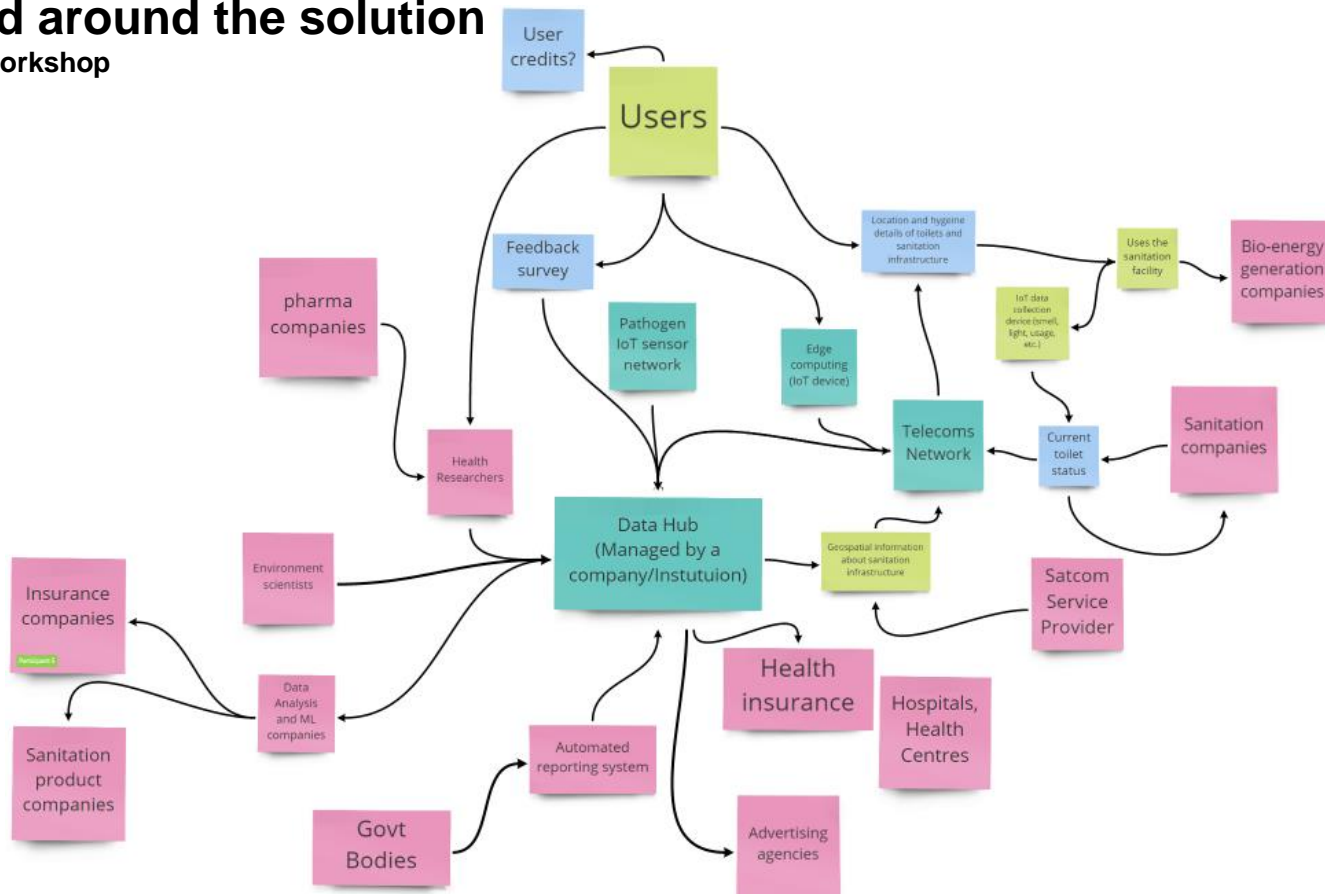 d around the solution
orkshop
User
credits?
Users
Location and hygeine
details of toilets and
sanitation
infrastructure
Uses the
sanitation
facility
Bio-energy
generation
companies
Feedback
survey
pharma
companies
IoT data
collection
device (smell,
light, usage,
etc.)
Pathogen
IoT sensor
network
Edge
computing
(IoT device)
Telecoms
Network
Current
toilet
status
Sanitation
companies
Health
Researchers
Data Hub
(Managed by a
company/Instutuion)
Geospatial Information
about sanitation
infrastructure
Environment
scientists
Satcom
Service
Provider
Insurance
companies
Participant 5
Data
Analysis
and ML
companies
Health
insurance
Hospitals,
Health
Centres
Sanitation
product
companies
Automated
reporting system
Govt
Bodies
Advertising
agencies